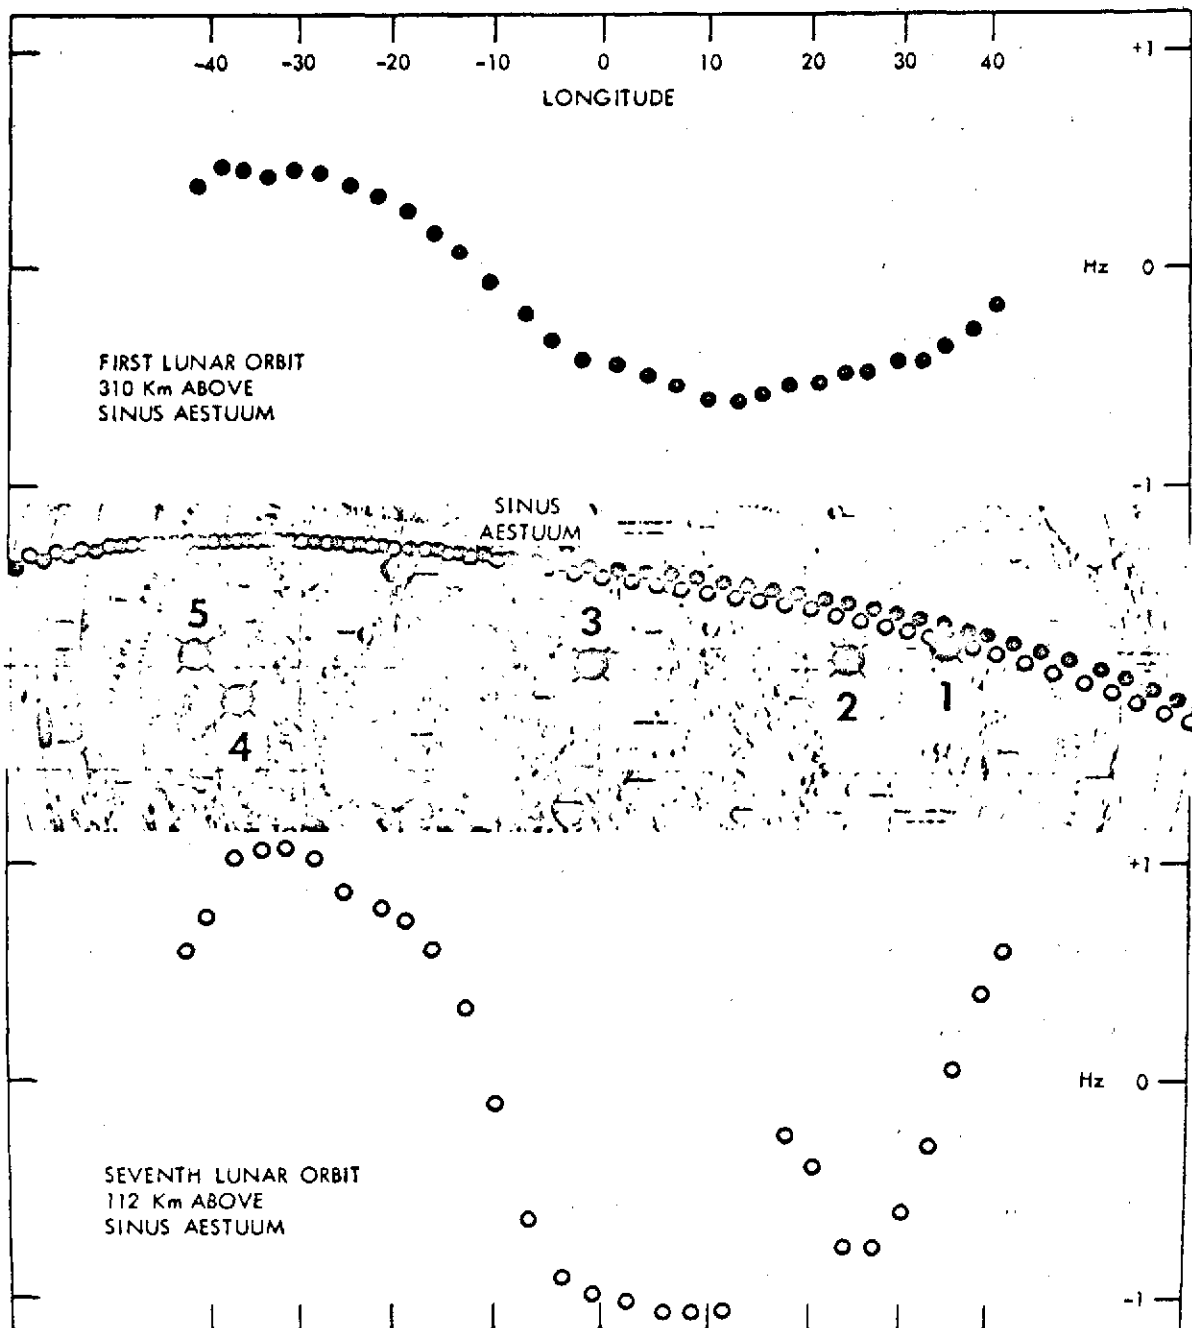 -40 -30 -20 -10 0 10 20 30 40 +1
LONGITUDE
Hz 0
FIRST LUNAR ORBIT
310 Km ABOVE
SINUS AESTUUM
-1
SINUS
AESTUUM
5 3
4 2 1
+1
Hz 0
SEVENTH LUNAR ORBIT
112 Km ABOVE
SINUS AESTUUM
-1